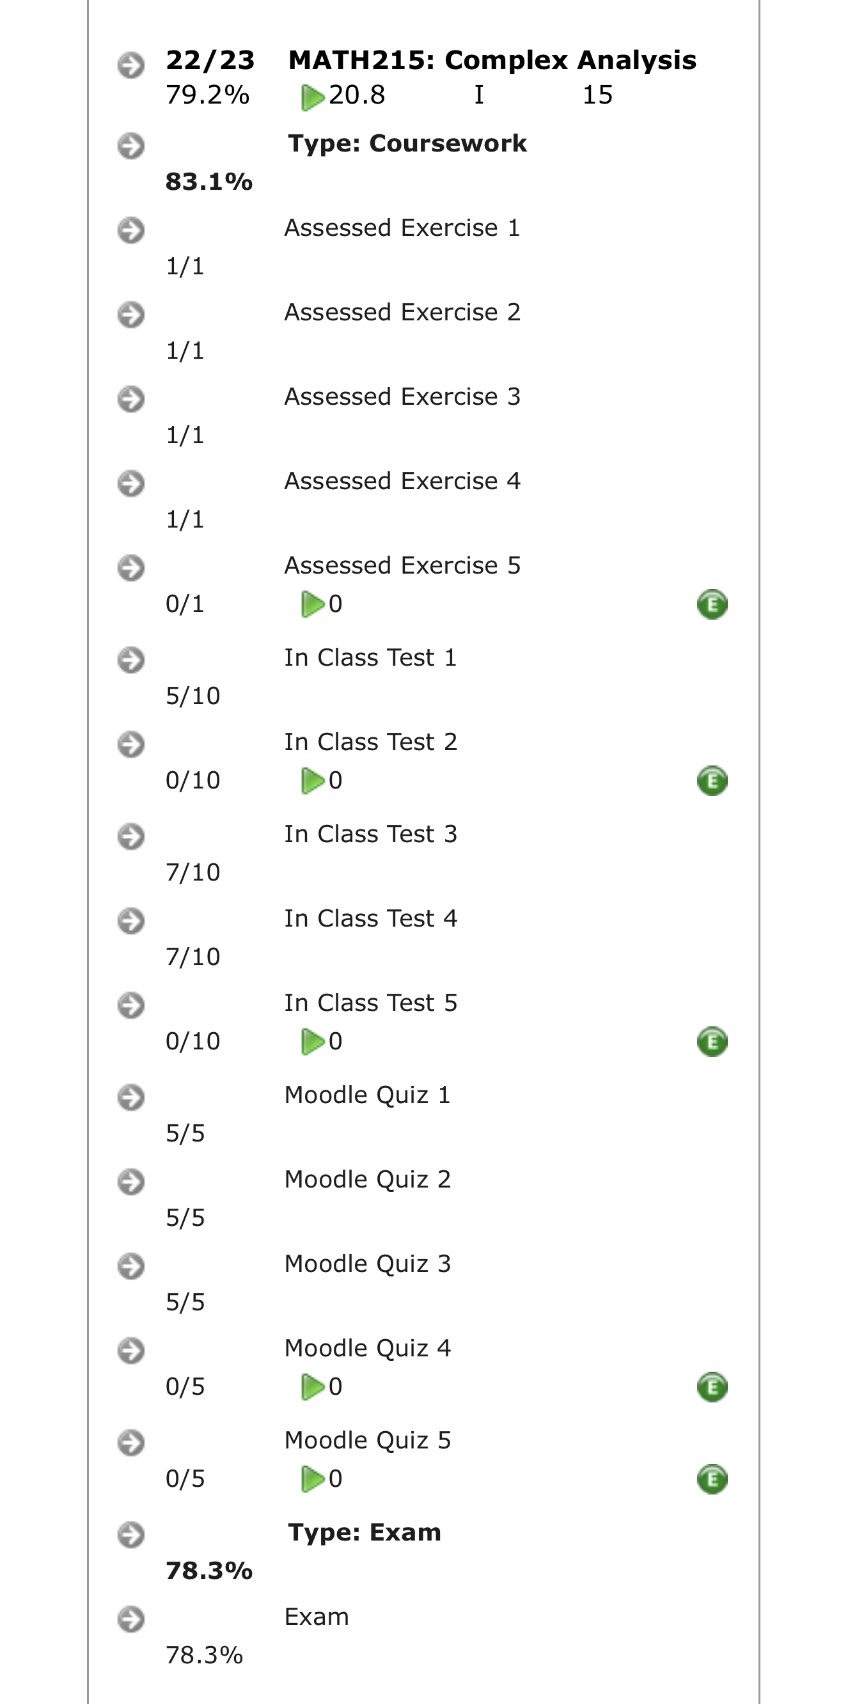 22/23 MATH215: Complex Analysis
79.2% 20.8 I 15
Type: Coursework
83.1%
Assessed Exercise 1
1/1
Assessed Exercise 2
1/1
Assessed Exercise 3
1/1
Assessed Exercise 4
1/1
Assessed Exercise 5
0/1 0 E
In Class Test 1
5/10
In Class Test 2
0/10 0 E
In Class Test 3
7/10
In Class Test 4
7/10
In Class Test 5
0/10 0 E
Moodle Quiz 1
5/5
Moodle Quiz 2
5/5
Moodle Quiz 3
5/5
Moodle Quiz 4
0/5 0 E
Moodle Quiz 5
0/5 0 E
Type: Exam
78.3%
Exam
78.3%